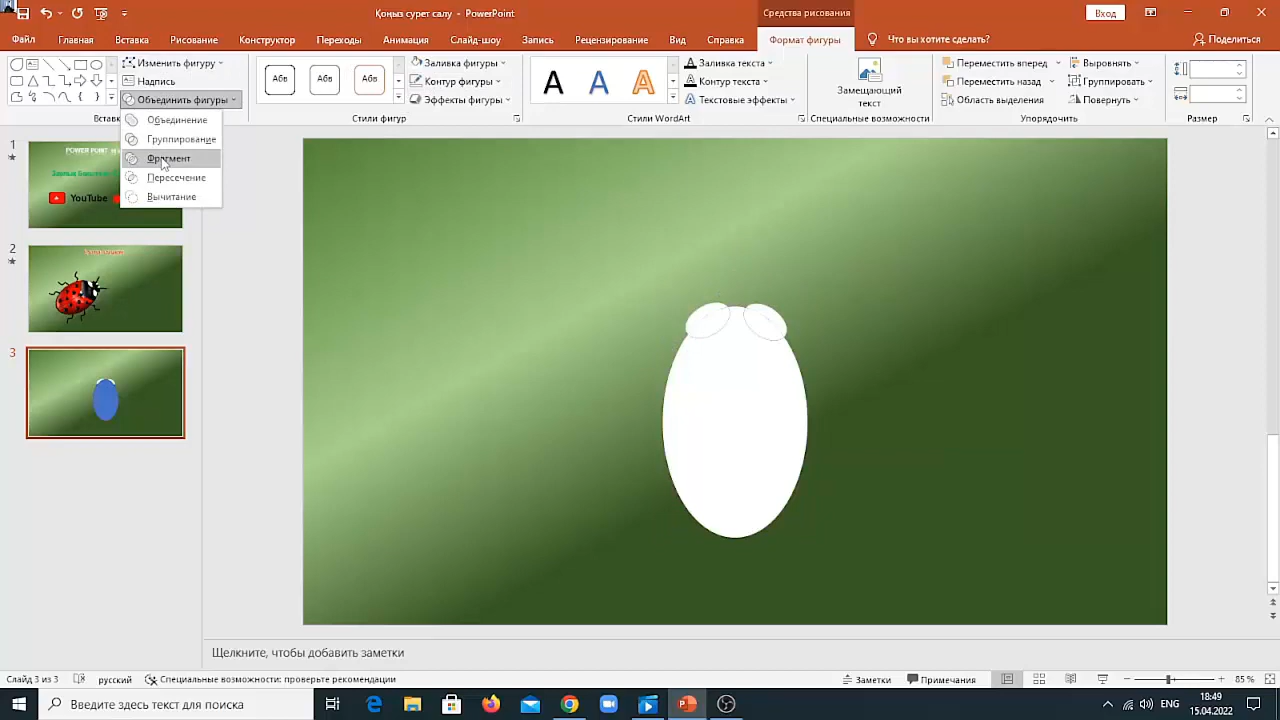 Қоңыз сурет салу - PowerPoint
Средства рисования
Вход
Файл Главная Вставка Рисование Конструктор Переходы Анимация Слайд-шоу Запись Рецензирование Вид Справка Формат фигуры Что вы хотите сделать? Поделиться
Изменить фигуру
Надпись
Объединить фигуры
Абв Абв Абв
Заливка фигуры
Контур фигуры
Эффекты фигуры
A A A
Заливка текста
Контур текста
Текстовые эффекты
Замещающий
текст
Переместить вперед
Переместить назад
Область выделения
Выровнять
Группировать
Повернуть
Стили фигур
Стили WordArt
Специальные возможности
Упорядочить
Размер
Объединение
Группирование
Фрагмент
Пересечение
Вычитание
1
POWER POINT
YouTube
2
3
Щелкните, чтобы добавить заметки
Слайд 3 из 3 русский Специальные возможности: проверьте рекомендации Заметки Примечания 85 %
Введите здесь текст для поиска
ENG
18:49
15.04.2022